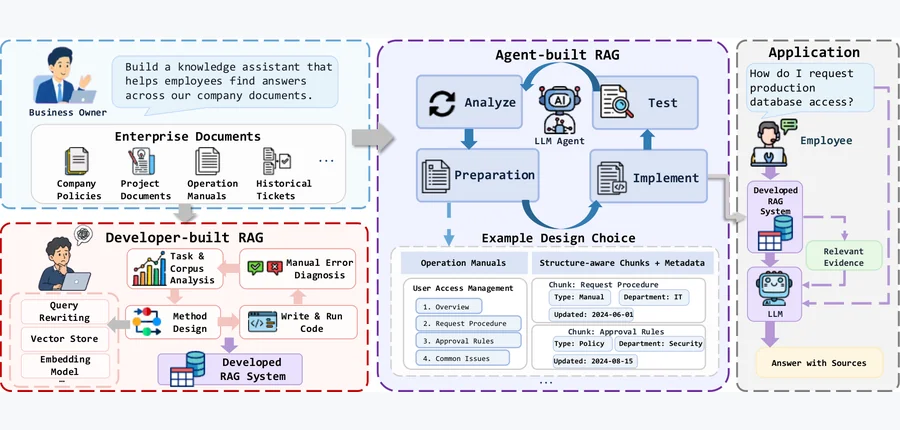 Build a knowledge assistant that
helps employees find answers
across our company documents.
Business Owner
Enterprise Documents
Company
Policies
Project
Documents
Operation
Manuals
Historical
Tickets
...
Developer-built RAG
Task &
Corpus
Analysis
Manual Error
Diagnosis
Method
Design
Write & Run
Code
Query
Rewriting
Vector Store
Embedding
Model
...
Developed
RAG System
Agent-built RAG
Analyze
AI
LLM Agent
Test
Preparation
Implement
Example Design Choice
Operation Manuals
User Access Management
1. Overview
2. Request Procedure
3. Approval Rules
4. Common Issues
Structure-aware Chunks + Metadata
Chunk: Request Procedure
Type: Manual
Department: IT
Updated: 2024-06-01
Chunk: Approval Rules
Type: Policy
Department: Security
Updated: 2024-08-15
...
Application
How do I request
production
database access?
Employee
Developed
RAG
System
Relevant
Evidence
LLM
Answer with Sources